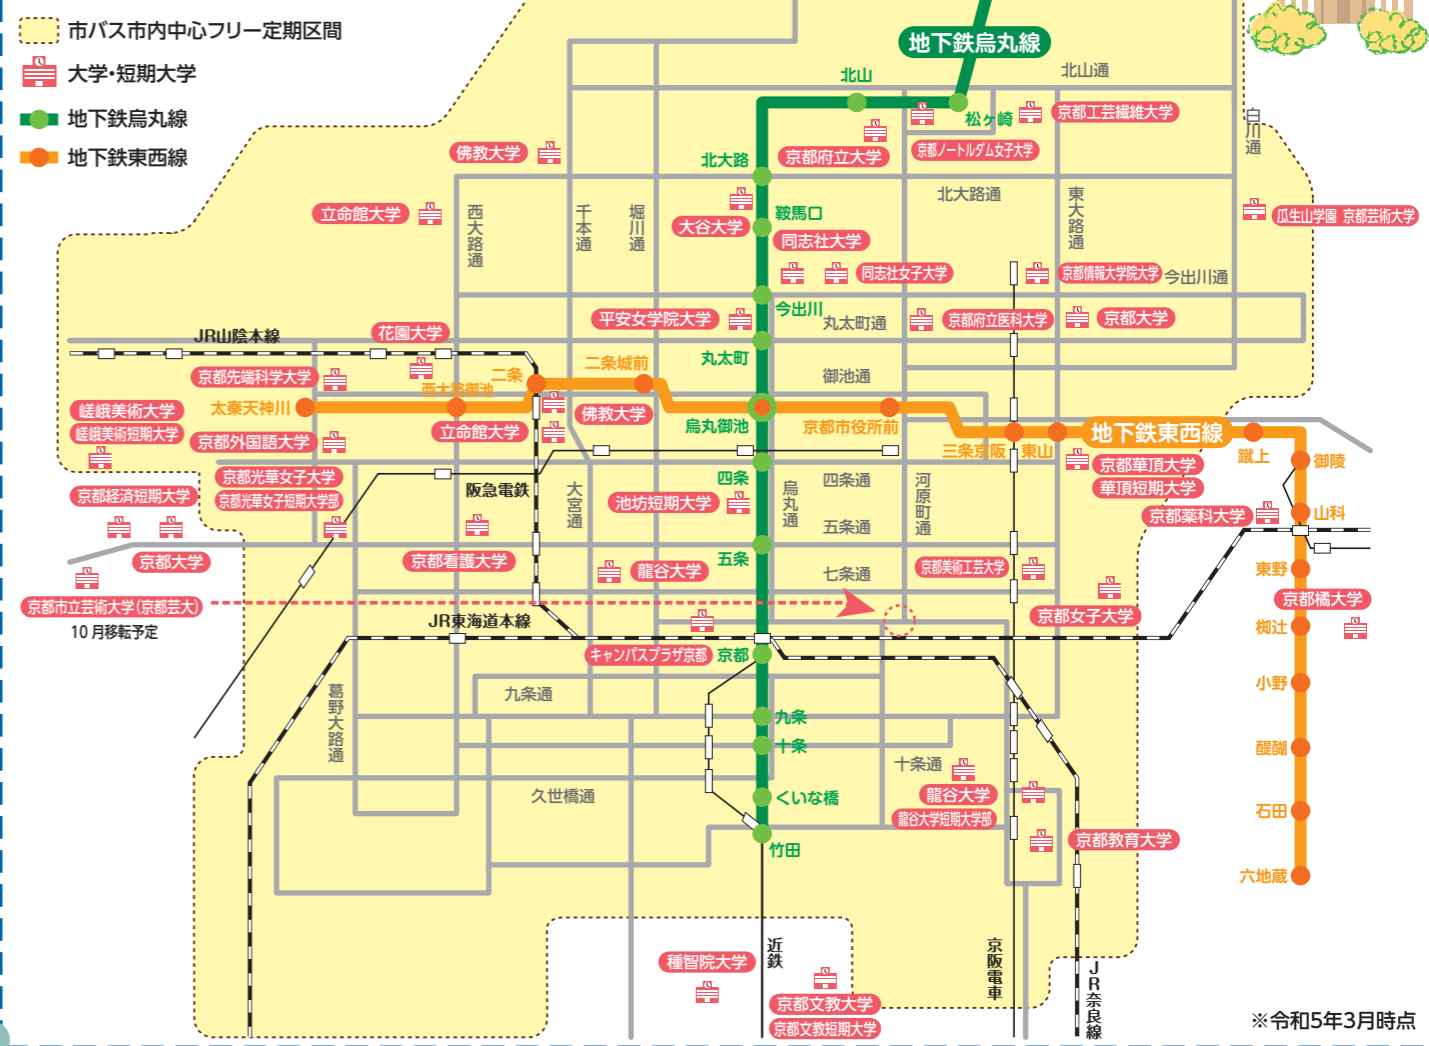 市バス市内中心フリー定期区間
大学・短期大学
地下鉄烏丸線
地下鉄東西線
地下鉄烏丸線
北山
北山通
松ヶ崎
京都工芸繊維大学
白川通
佛教大学
北大路
京都府立大学
京都ノートルダム女子大学
立命館大学
西大路通
千本通
堀川通
鞍馬口
大谷大学
同志社大学
北大路通
東大路通
瓜生山学園 京都芸術大学
同志社女子大学
京都情報大学院大学
今出川通
平安女学院大学
今出川
丸太町通
京都府立医科大学
京都大学
JR山陰本線
花園大学
丸太町
京都先端科学大学
二条
二条城前
御池通
太秦天神川
西大路御池
嵯峨美術大学
嵯峨美術短期大学
京都外国語大学
立命館大学
佛教大学
烏丸御池
京都市役所前
三条京阪
東山
地下鉄東西線
蹴上
御陵
京都光華女子大学
京都光華女子短期大学部
阪急電鉄
大宮通
四条
烏丸通
四条通
河原町通
京都華頂大学
華頂短期大学
京都経済短期大学
池坊短期大学
五条通
京都薬科大学
山科
京都大学
京都看護大学
龍谷大学
五条
七条通
京都美術工芸大学
東野
京都市立芸術大学(京都芸大)
10月移転予定
JR東海道本線
京都女子大学
京都橘大学
椥辻
キャンパスプラザ京都
京都
葛野大路通
九条通
九条
小野
十条
十条通
醍醐
久世橋通
くいな橋
龍谷大学
龍谷大学短期大学部
石田
竹田
京都教育大学
六地蔵
種智院大学
近鉄
京都文教大学
京都文教短期大学
京阪電車
JR奈良線
※令和5年3月時点